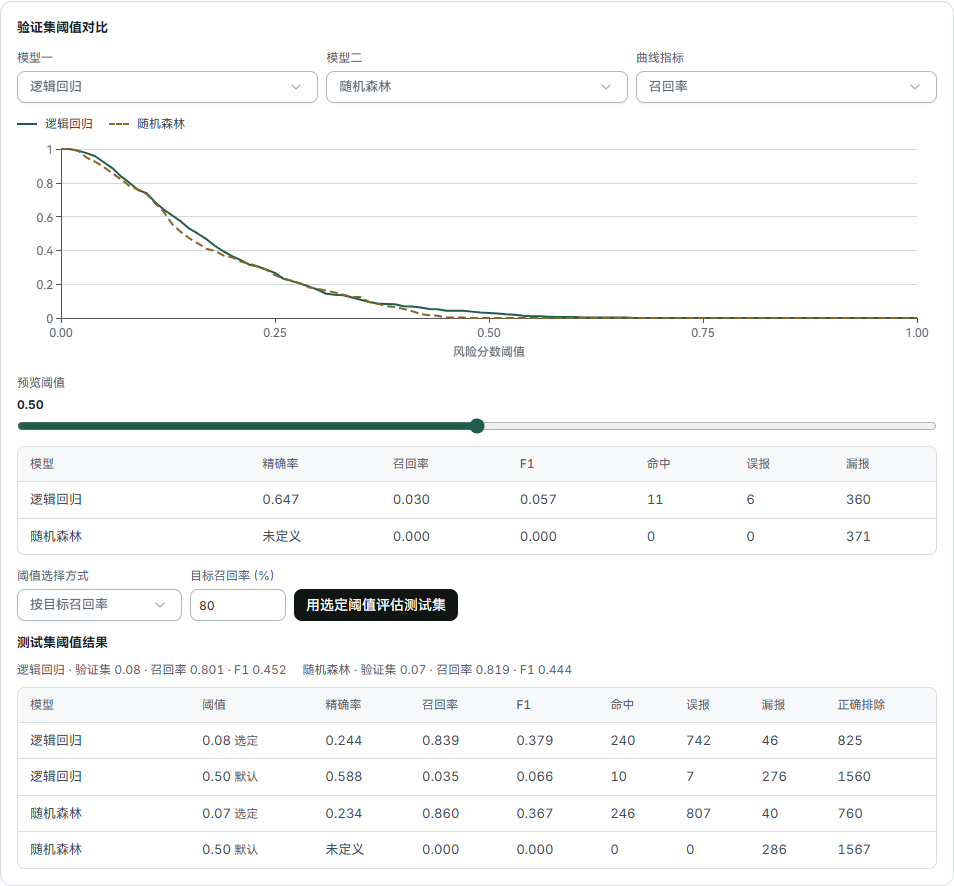 验证集阈值对比
模型一 模型二 曲线指标
逻辑回归 随机森林 召回率
逻辑回归 随机森林
1
0.8
0.6
0.4
0.2
0
0.00 0.25 0.50 0.75 1.00
风险分数阈值
预览阈值
0.50
模型 精确率 召回率 F1 命中 误报 漏报
逻辑回归 0.647 0.030 0.057 11 6 360
随机森林 未定义 0.000 0.000 0 0 371
阈值选择方式 目标召回率 (%)
按目标召回率 80 用选定阈值评估测试集
测试集阈值结果
逻辑回归 · 验证集 0.08 · 召回率 0.801 · F1 0.452 随机森林 · 验证集 0.07 · 召回率 0.819 · F1 0.444
模型 阈值 精确率 召回率 F1 命中 误报 漏报 正确排除
逻辑回归 0.08 选定 0.244 0.839 0.379 240 742 46 825
逻辑回归 0.50 默认 0.588 0.035 0.066 10 7 276 1560
随机森林 0.07 选定 0.234 0.860 0.367 246 807 40 760
随机森林 0.50 默认 未定义 0.000 0.000 0 0 286 1567